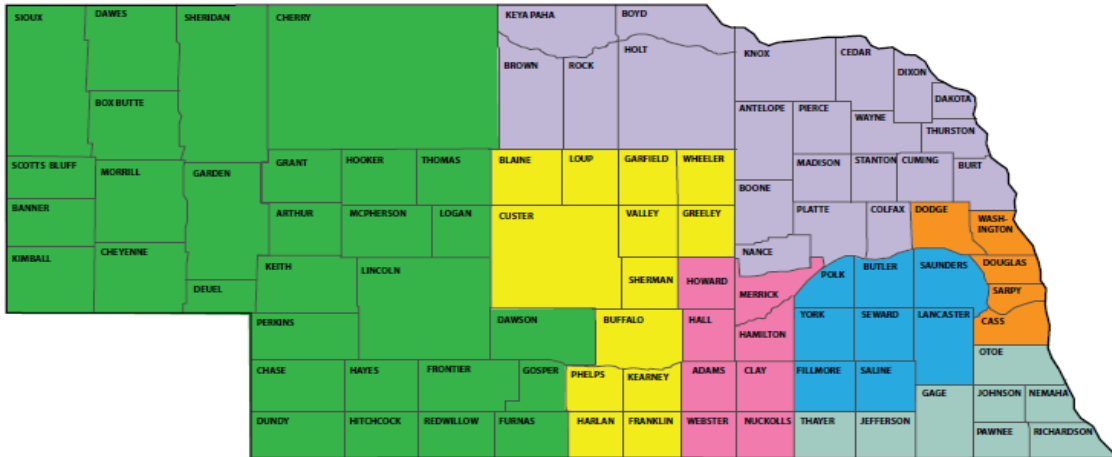 SIOUX
DAWES
SHERIDAN
CHERRY
KEYA PAHA
BOYD
HOLT
BROWN
ROCK
KNOX
CEDAR
DIXON
DAKOTA
BOX BUTTE
ANTELOPE
PIERCE
WAYNE
THURSTON
SCOTTS BLUFF
MORRILL
GARDEN
GRANT
HOOKER
THOMAS
BLAINE
LOUP
GARFIELD
WHEELER
MADISON
STANTON
CUMING
BURT
BOONE
BANNER
ARTHUR
MCPHERSON
LOGAN
CUSTER
VALLEY
GREELEY
PLATTE
COLFAX
DODGE
WASH-
INGTON
KIMBALL
CHEYENNE
KEITH
LINCOLN
NANCE
DEUEL
SHERMAN
HOWARD
MERRICK
POLK
BUTLER
SAUNDERS
DOUGLAS
SARPY
PERKINS
DAWSON
BUFFALO
HALL
HAMILTON
YORK
SEWARD
LANCASTER
CASS
OTOE
CHASE
HAYES
FRONTIER
GOSPER
PHELPS
KEARNEY
ADAMS
CLAY
FILLMORE
SALINE
GAGE
JOHNSON
NEMAHA
DUNDY
HITCHCOCK
REDWILLOW
FURNAS
HARLAN
FRANKLIN
WEBSTER
NUCKOLLS
THAYER
JEFFERSON
PAWNEE
RICHARDSON